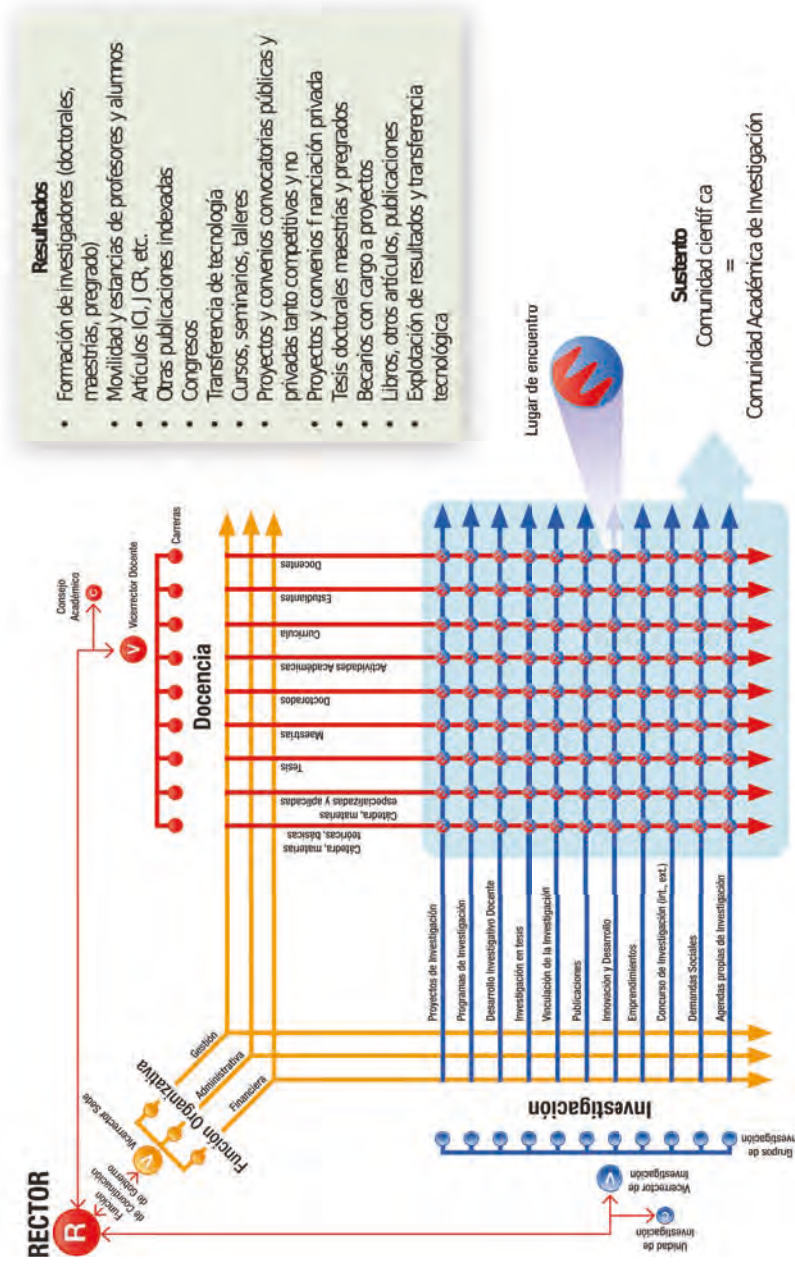 RECTOR
R
Función
de Coordinación
de Gobierno
V
Vicerrector Sede
Función Organizativa
Gestión
Administrativa
Financiera
Consejo
Académico
C
V
Vicerrector Docente
Carreras
Docencia
Cátedra, materias,
teóricas, básicas,
Cátedra, materias
especializadas y aplicadas
Tesis
Maestrías
Doctorados
Actividades Académicas
Currícula
Estudiantes
Docentes
Unidad de
Investigación
C
Vicerrector de
Investigación
V
Grupos de
Inves
Investigación
Proyectos de Investigación
Programas de Investigación
Desarrollo Investigativo Docente
Investigación en tesis
Vinculación de la Investigación
Publicaciones
Innovación y Desarrollo
Emprendimientos
Concurso de Investigación (int., ext.)
Demandas Sociales
Agendas propias de Investigación
Resultados
• Formación de investigadores (doctorales,
maestrías, pregrado)
• Movilidad y estancias de profesores y alumnos
• Artículos ICI, J CR, etc.
• Otras publicaciones indexadas
• Congresos
• Transferencia de tecnología
• Cursos, seminarios, talleres
• Proyectos y convenios convocatorias públicas y
privadas tanto competitivas y no
• Proyectos y convenios f nanciación privada
• Tesis doctorales maestrías y pregrados
• Becarios con cargo a proyectos
• Libros, otros artículos, publicaciones
• Explotación de resultados y transferencia
tecnológica
Lugar de encuentro
Sustento
Comunidad científ ca
=
Comunidad Académica de Investigación